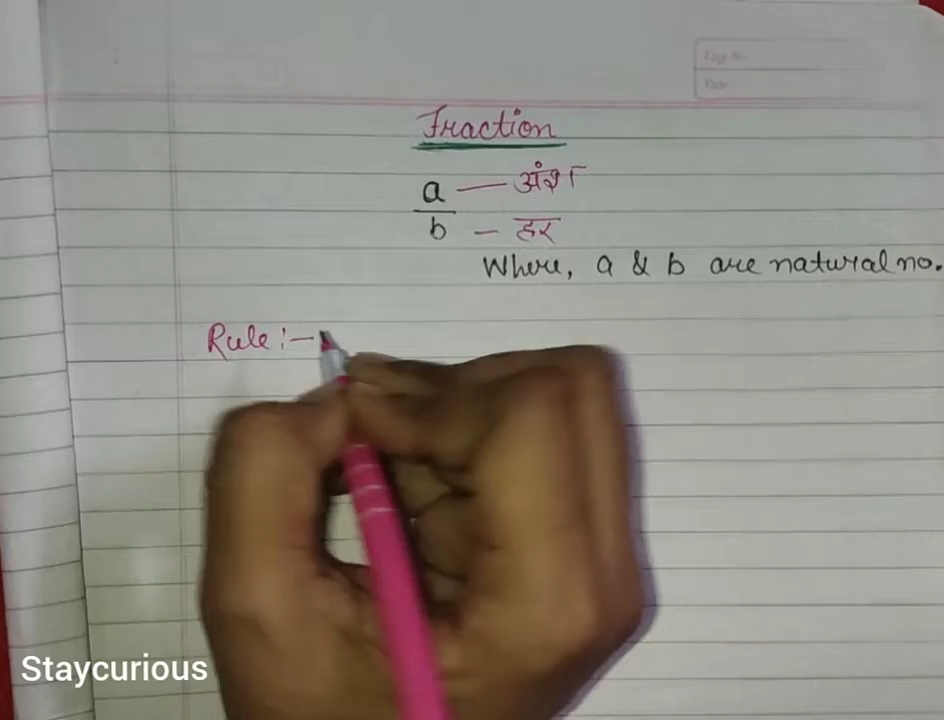 Fraction
a — अंश
b – हर
Where, a & b are natural no.
Rule :–
Staycurious